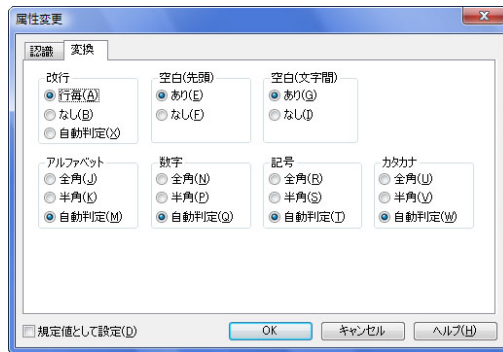 属性変更
認識 変換
改行 空白(先頭) 空白(文字間)
行毎(A) あり(E) あり(G)
なし(B) なし(F) なし(I)
自動判定(X)
アルファベット 数字 記号 カタカナ
全角(J) 全角(N) 全角(R) 全角(U)
半角(K) 半角(P) 半角(S) 半角(V)
自動判定(M) 自動判定(Q) 自動判定(T) 自動判定(W)
規定値として設定(D) OK キャンセル ヘルプ(H)